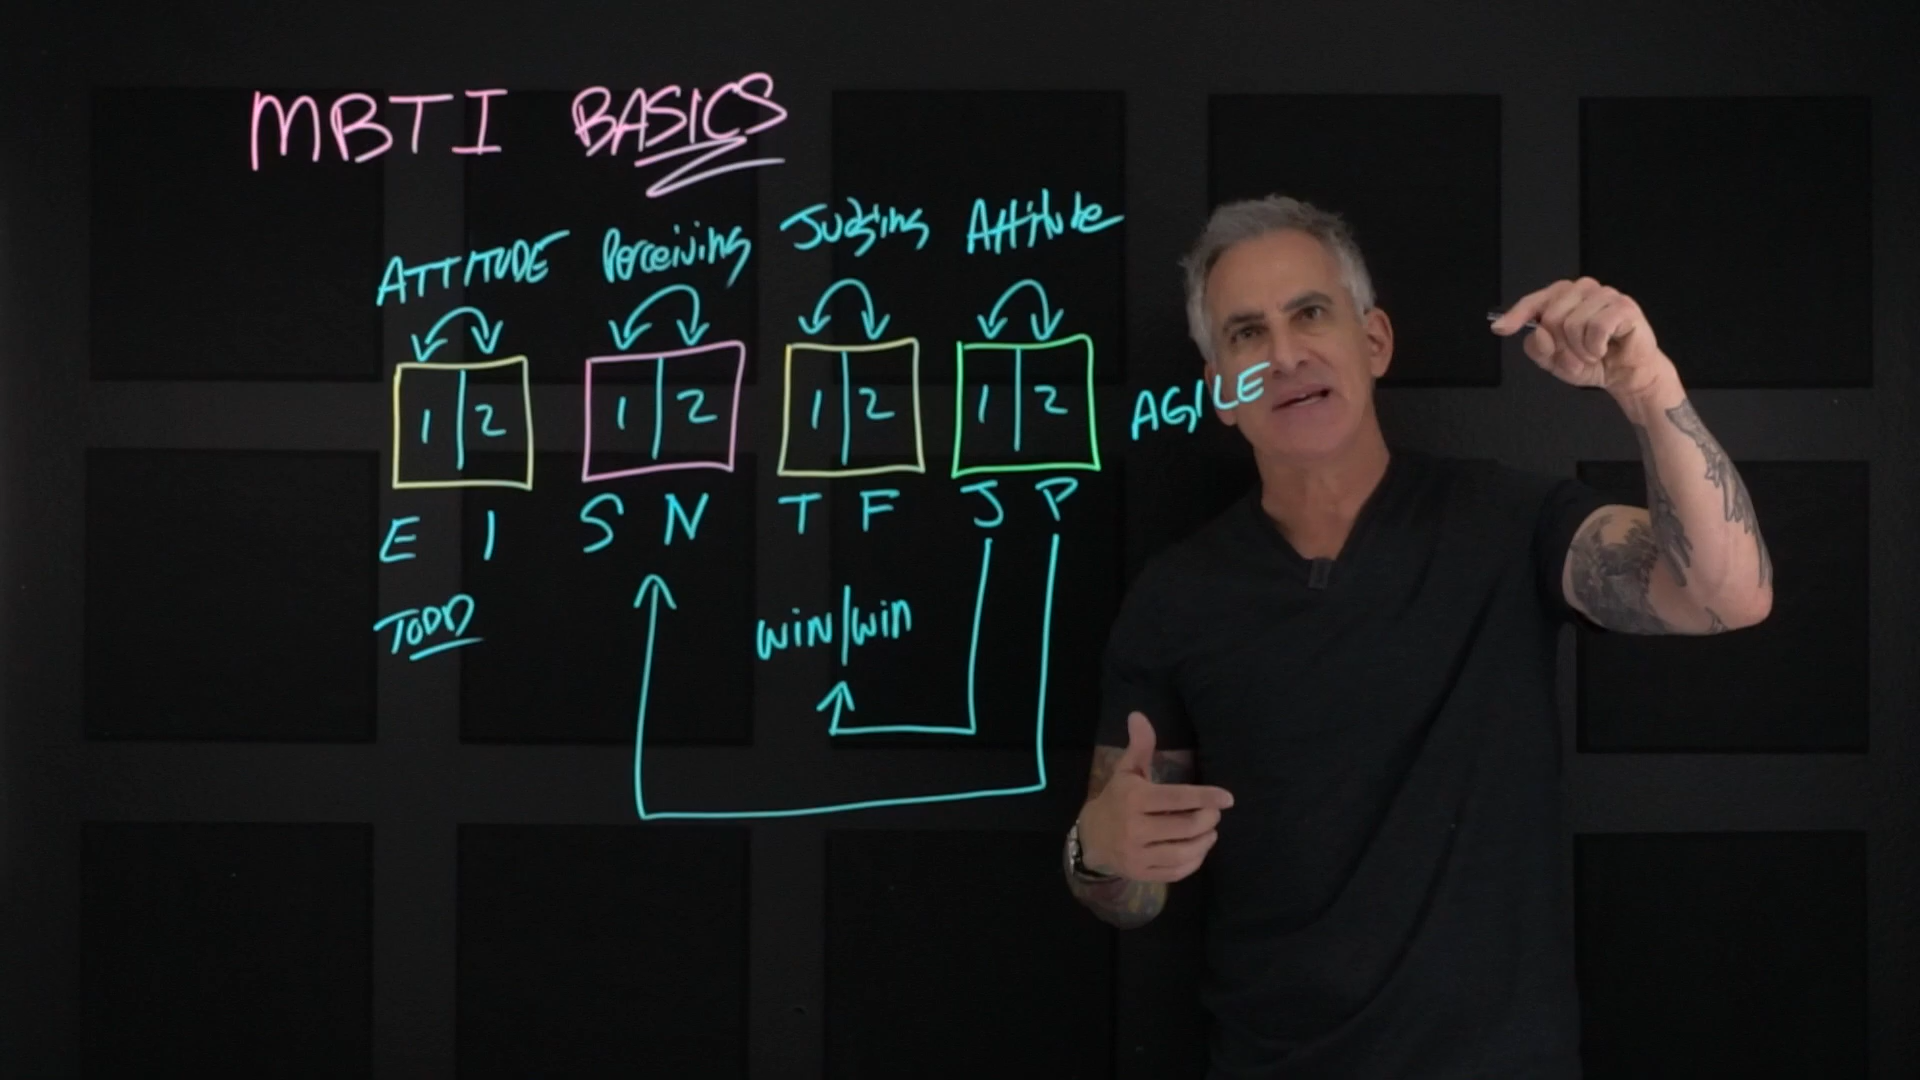 MBTI BASICS
ATTITUDE Perceiving Judging Attitude
1 2 1 2 1 2 1 2 AGILE
E I S N T F J P
TODD win/win